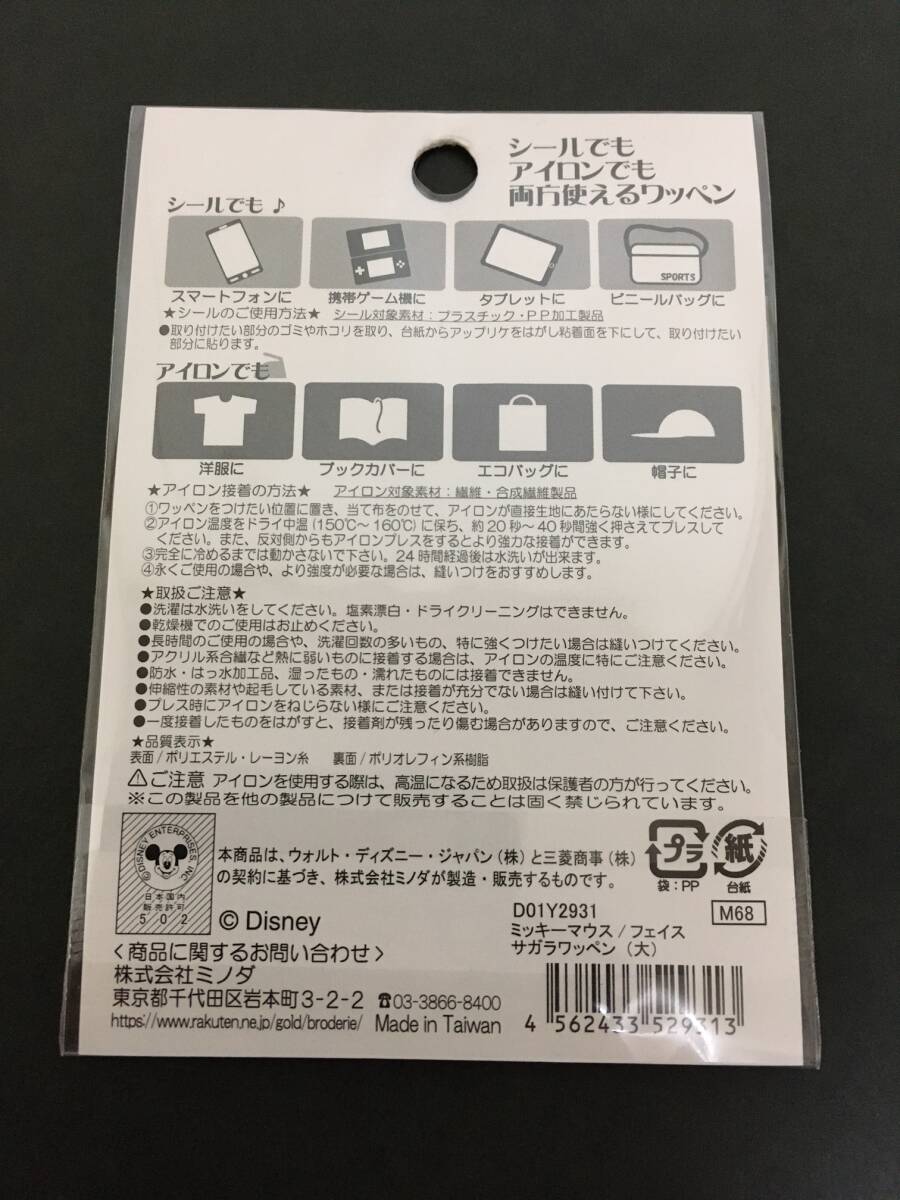 シールでも
アイロンでも
両方使えるワッペン
シールでも♪
SPORTS
スマートフォンに
携帯ゲーム機に
タブレットに
ビニールバッグに
★シールのご使用方法★ シール対象素材:プラスチック・PP加工製品
●取り付けたい部分のゴミやホコリを取り、台紙からアップリケをはがし粘着面を下にして、取り付けたい
部分に貼ります。
アイロンでも
洋服に
ブックカバーに
エコバッグに
帽子に
★アイロン接着の方法★ アイロン対象素材:繊維・合成繊維製品
①ワッペンをつけたい位置に置き、当て布をのせて、アイロンが直接生地にあたらない様にしてください。
②アイロン温度をドライ中温(150℃~160℃)に保ち、約20秒~40秒間強く押さえてプレスして
ください。また、反対側からもアイロンプレスをするとより強力な接着ができます。
③完全に冷めるまでは動かさないで下さい。24時間経過後は水洗いが出来ます。
④永くご使用の場合や、より強度が必要な場合は、縫いつけをおすすめします。
★取扱ご注意★
●洗濯は水洗いをしてください。塩素漂白・ドライクリーニングはできません。
●乾燥機でのご使用はお止めください。
●長時間のご使用の場合や、洗濯回数の多いもの、特に強くつけたい場合は縫いつけてください。
●アクリル系合繊など熱に弱いものに接着する場合は、アイロンの温度に特にご注意ください。
●防水・はっ水加工品、湿ったもの・濡れたものには接着できません。
●伸縮性の素材や起毛している素材、または接着が充分でない場合は縫い付けて下さい。
●プレス時にアイロンをねじらない様にご注意ください。
●一度接着したものをはがすと、接着剤が残ったり傷む場合がありますので、ご注意ください。
★品質表示★
表面/ポリエステル・レーヨン糸 裏面/ポリオレフィン系樹脂
⚠ご注意 アイロンを使用する際は、高温になるため取扱は保護者の方が行ってください。
※この製品を他の製品につけて販売することは固く禁じられています。
©DISNEY ENTERPRISES, INC
日本国内
販売許可
502
© Disney
本商品は、ウォルト・ディズニー・ジャパン(株)と三菱商事(株)
の契約に基づき、株式会社ミノダが製造・販売するものです。
プラ
袋:PP
紙
台紙
D01Y2931
M68
ミッキーマウス/フェイス
サガラワッペン(大)
<商品に関するお問い合わせ>
株式会社ミノダ
東京都千代田区岩本町3-2-2 ☎03-3866-8400
https://www.rakuten.ne.jp/gold/broderie/ Made in Taiwan
4 562433 529313